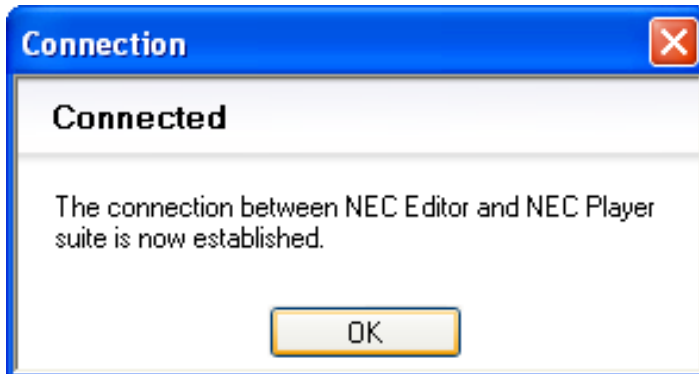 Connection
Connected
The connection between NEC Editor and NEC Player
suite is now established.
OK